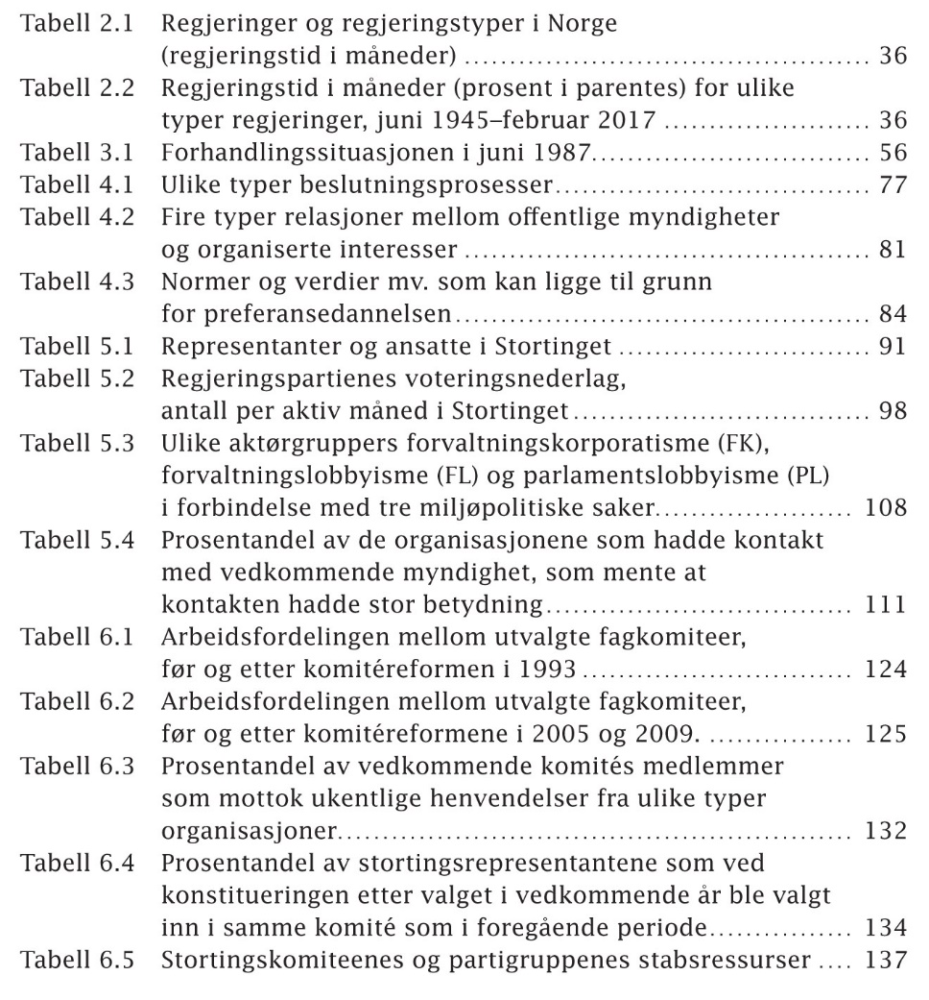 Tabell 2.1 Regjeringer og regjeringstyper i Norge
(regjeringstid i måneder) ............................................. 36
Tabell 2.2 Regjeringstid i måneder (prosent i parentes) for ulike
typer regjeringer, juni 1945–februar 2017 ....................... 36
Tabell 3.1 Forhandlingssituasjonen i juni 1987............................... 56
Tabell 4.1 Ulike typer beslutningsprosesser................................... 77
Tabell 4.2 Fire typer relasjoner mellom offentlige myndigheter
og organiserte interesser ............................................. 81
Tabell 4.3 Normer og verdier mv. som kan ligge til grunn
for preferansedannelsen.............................................. 84
Tabell 5.1 Representanter og ansatte i Stortinget ............................ 91
Tabell 5.2 Regjeringspartienes voteringsnederlag,
antall per aktiv måned i Stortinget................................. 98
Tabell 5.3 Ulike aktørgruppers forvaltningskorporatisme (FK),
forvaltningslobbyisme (FL) og parlamentslobbyisme (PL)
i forbindelse med tre miljøpolitiske saker...................... 108
Tabell 5.4 Prosentandel av de organisasjonene som hadde kontakt
med vedkommende myndighet, som mente at
kontakten hadde stor betydning.................................. 111
Tabell 6.1 Arbeidsfordelingen mellom utvalgte fagkomiteer,
før og etter komitéreformen i 1993 .............................. 124
Tabell 6.2 Arbeidsfordelingen mellom utvalgte fagkomiteer,
før og etter komitéreformene i 2005 og 2009. ................ 125
Tabell 6.3 Prosentandel av vedkommende komités medlemmer
som mottok ukentlige henvendelser fra ulike typer
organisasjoner......................................................... 132
Tabell 6.4 Prosentandel av stortingsrepresentantene som ved
konstitueringen etter valget i vedkommende år ble valgt
inn i samme komité som i foregående periode................ 134
Tabell 6.5 Stortingskomiteenes og partigruppenes stabsressurser .... 137